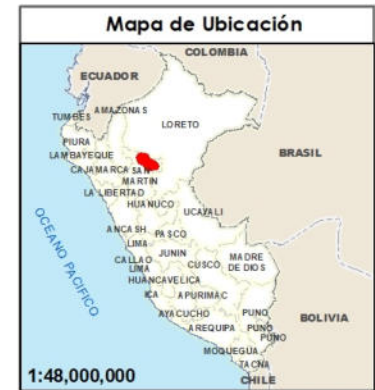 Mapa de Ubicación
COLOMBIA
ECUADOR
AMAZONAS
TUMBES
LORETO
PIURA
LAMBAYEQUE
BRASIL
CAJAMARCA SAN
MARTIN
LA LIBERTAD
HUANUCO
UCAYALI
ANCASH
PASCO
OCEANO PACIFICO
LIMA
JUNIN
MADRE
CALLAO
CUSCO
DE DIOS
LIMA
HUANCAVELICA
ICA
APURIMAC
AYACUCHO
PUNO
BOLIVIA
AREQUIPA
PUNO
PUNO
MOQUEGUA
TACNA
1:48,000,000
CHILE